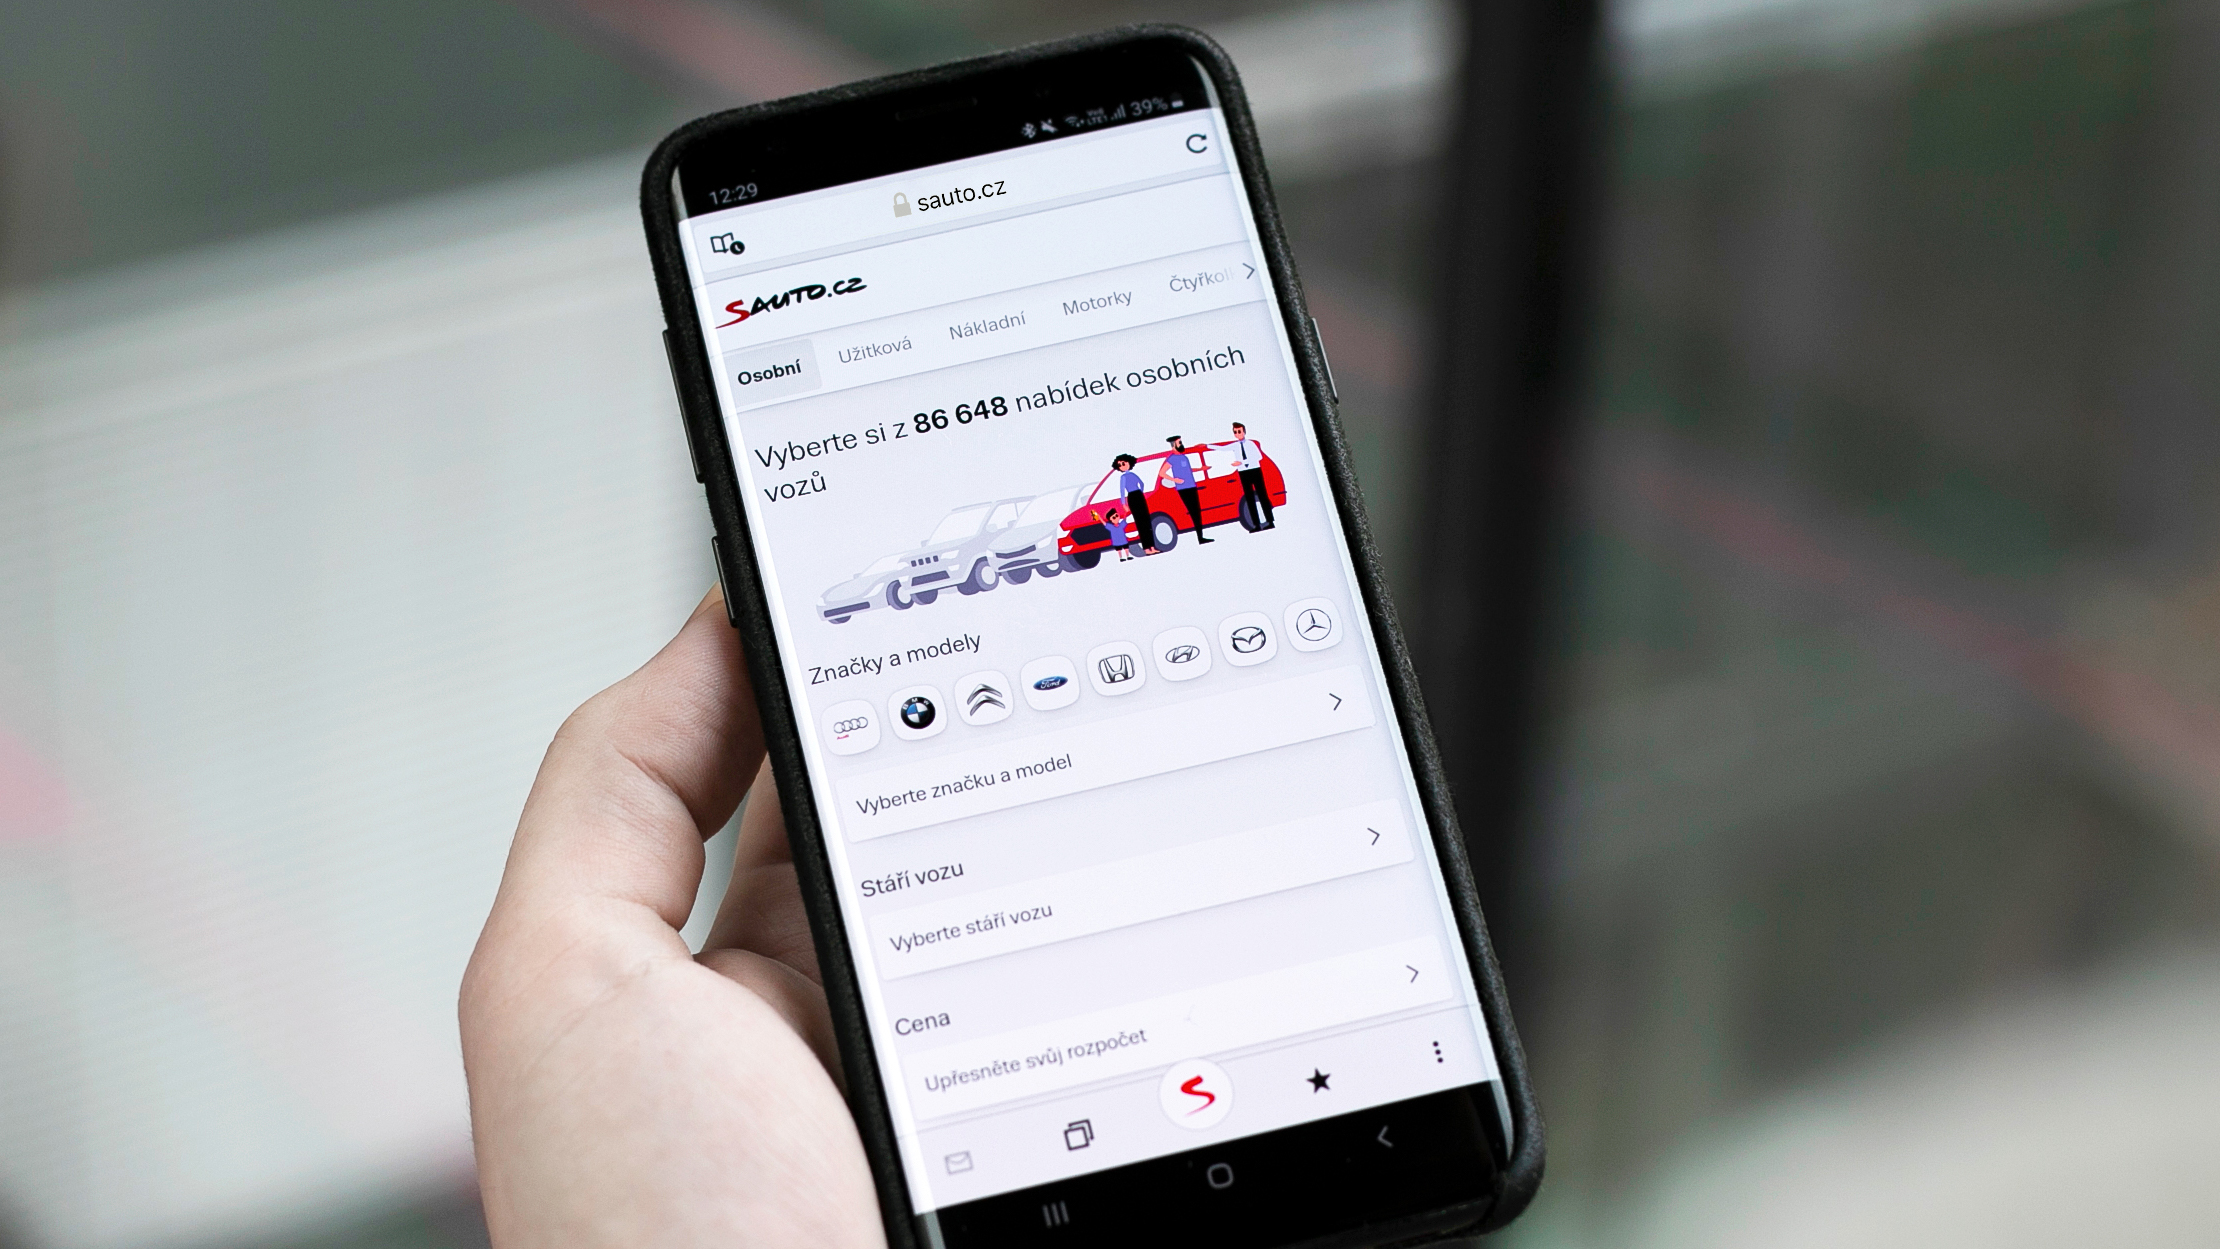 12:29
39%
sauto.cz
SAUTO.CZ
Osobní Užitková Nákladní Motorky Čtyřkol
Vyberte si z 86 648 nabídek osobních
vozů
Značky a modely
Ford
Vyberte značku a model
Stáří vozu
Vyberte stáří vozu
Cena
Upřesněte svůj rozpočet
S